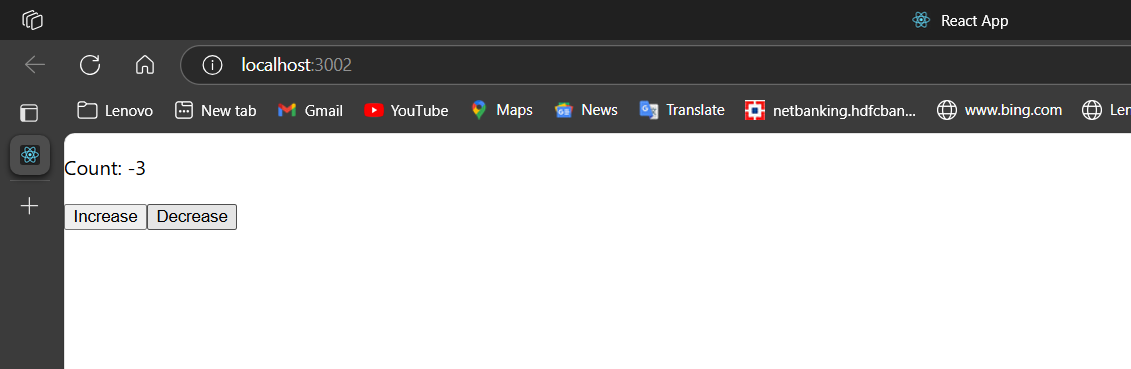 React App
localhost:3002
Lenovo New tab Gmail YouTube Maps News Translate netbanking.hdfcban... www.bing.com Ler
Count: -3
Increase Decrease